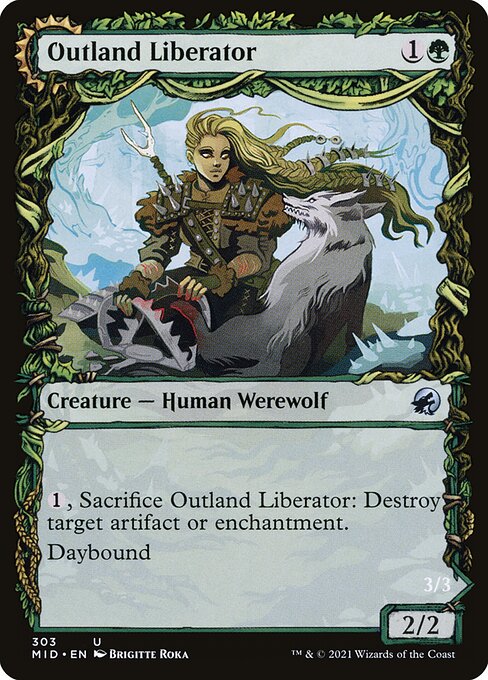 Outland Liberator 1
Creature — Human Werewolf
1, Sacrifice Outland Liberator: Destroy
target artifact or enchantment.
Daybound
3/3
2/2
303 U
MID • EN Brigitte Roka ™ & © 2021 Wizards of the Coast